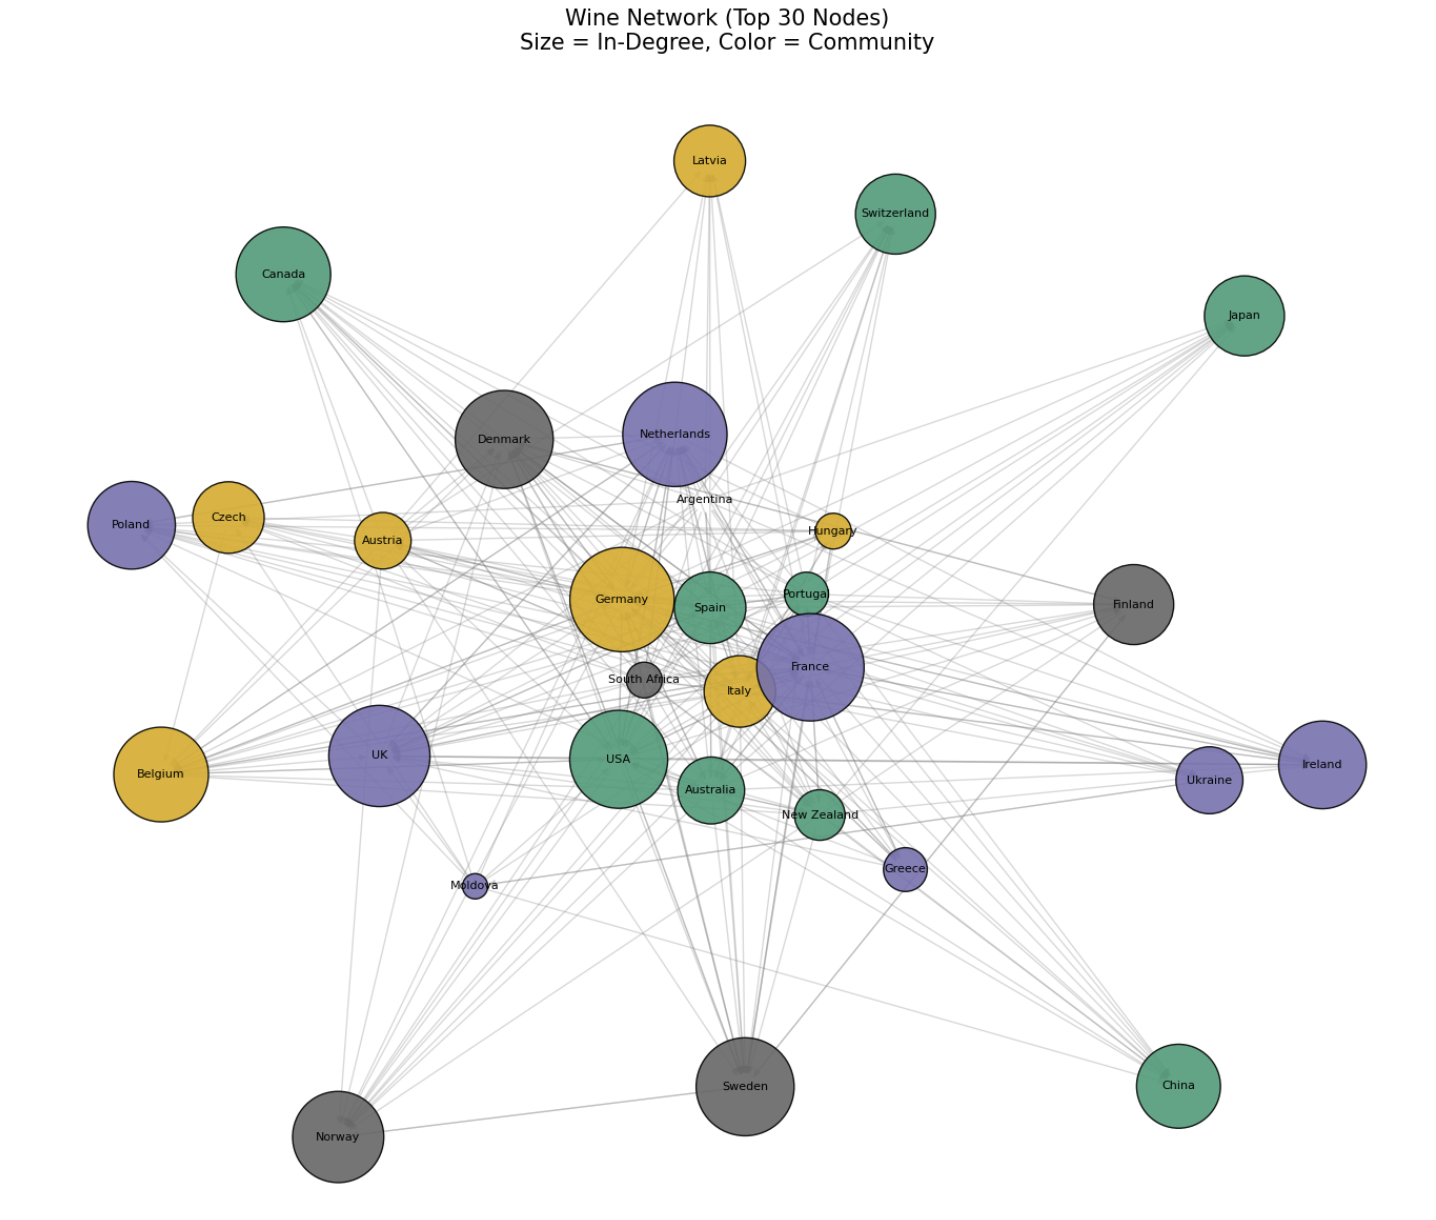 Wine Network (Top 30 Nodes)
Size = In-Degree, Color = Community
Latvia
Switzerland
Canada
Japan
Denmark
Netherlands
Argentina
Poland
Czech
Hungary
Austria
Germany
Spain
Portugal
Finland
France
South Africa
Italy
UK
USA
Belgium
Ukraine
Ireland
Australia
New Zealand
Greece
Moldova
Sweden
China
Norway